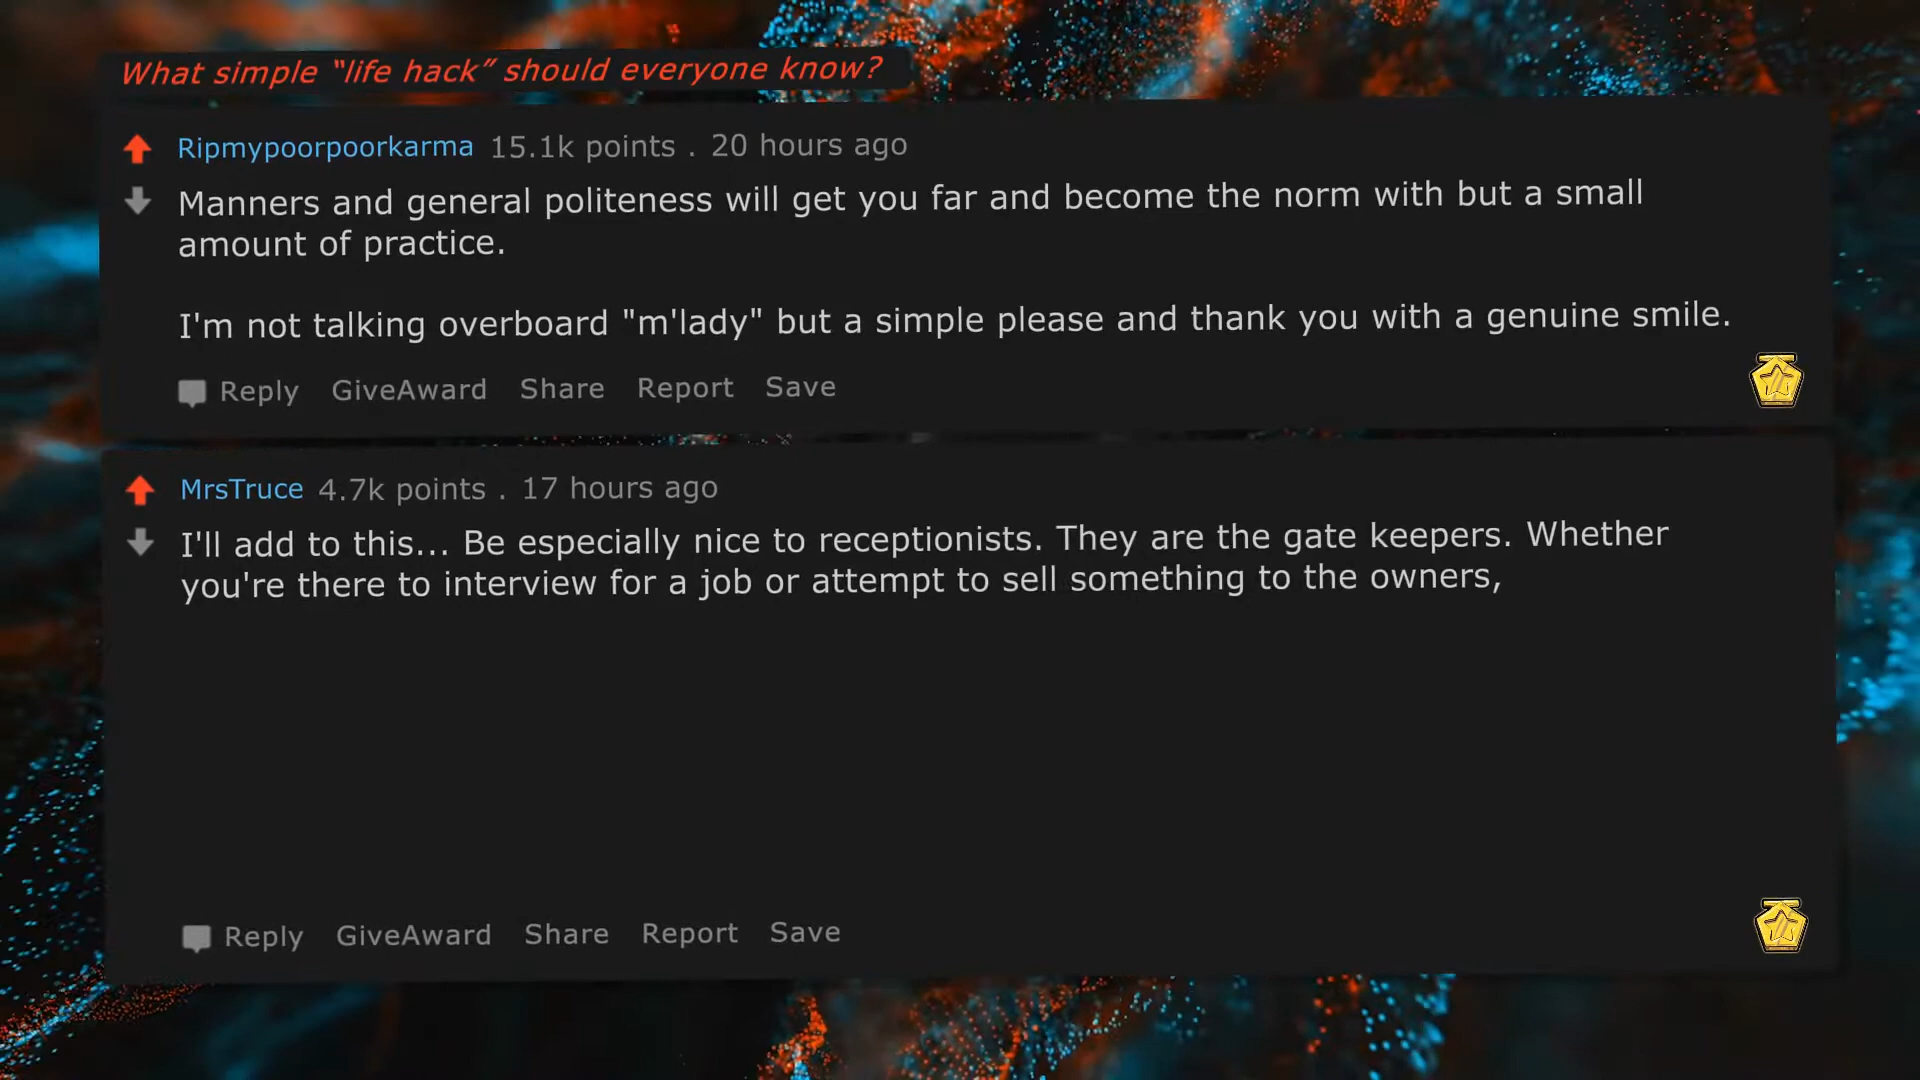 What simple “life hack” should everyone know?
Ripmypoorpoorkarma 15.1k points . 20 hours ago
Manners and general politeness will get you far and become the norm with but a small
amount of practice.
I'm not talking overboard "m'lady" but a simple please and thank you with a genuine smile.
Reply GiveAward Share Report Save
MrsTruce 4.7k points . 17 hours ago
I'll add to this... Be especially nice to receptionists. They are the gate keepers. Whether
you're there to interview for a job or attempt to sell something to the owners,
Reply GiveAward Share Report Save